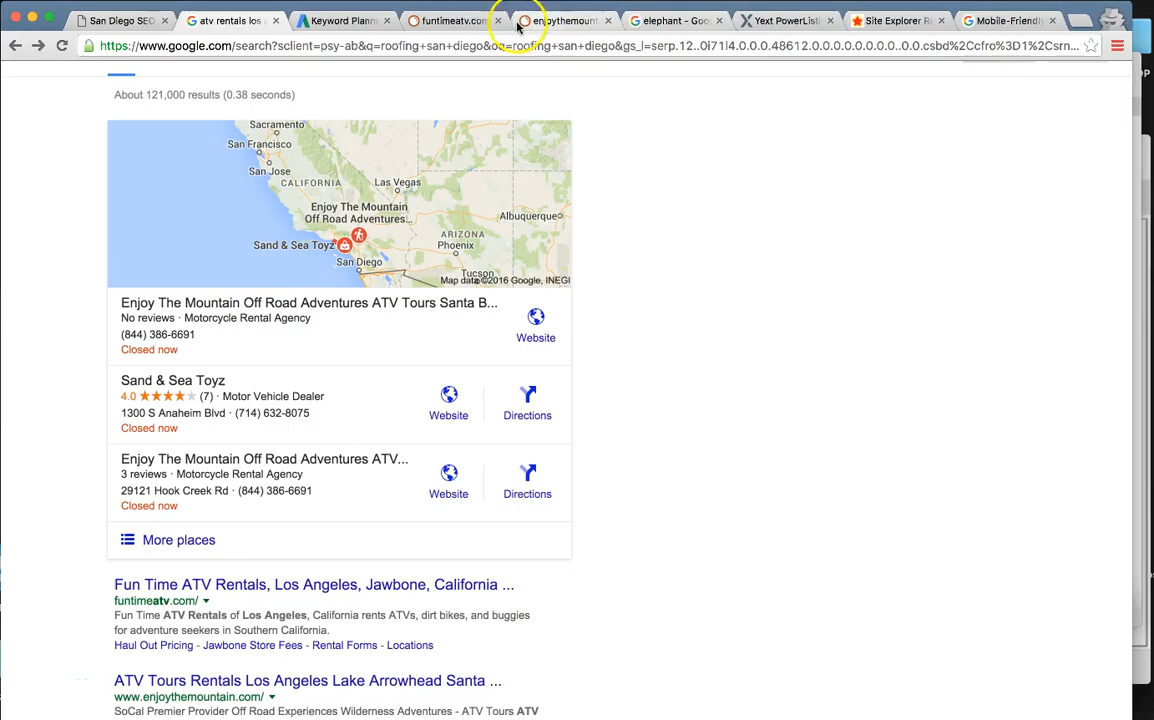 San Diego SEO
atv rentals los a
Keyword Planne
funtimeatv.com
enjoythemount
elephant - Goo
Yext PowerList
Site Explorer R
Mobile-Friendly
https://www.google.com/search?sclient=psy-ab&q=roofing+san+diego&oq=roofing+san+diego&gs_l=serp.12..0i71l4.0.0.0.48612.0.0.0.0.0.0.0.0..0.0.csbd%2Ccfro%3D1%2Csrn...
About 121,000 results (0.38 seconds)
Sacramento
San Francisco
San Jose
CALIFORNIA
Las Vegas
Enjoy The Mountain
Off Road Adventures...
Albuquerque
ARIZONA
Sand & Sea Toyz
Phoenix
San Diego
Tucson
Map data ©2016 Google, INEGI
Enjoy The Mountain Off Road Adventures ATV Tours Santa B...
No reviews · Motorcycle Rental Agency
(844) 386-6691
Closed now
Website
Sand & Sea Toyz
4.0 ★★★★★ (7) · Motor Vehicle Dealer
1300 S Anaheim Blvd · (714) 632-8075
Closed now
Website
Directions
Enjoy The Mountain Off Road Adventures ATV...
3 reviews · Motorcycle Rental Agency
29121 Hook Creek Rd · (844) 386-6691
Closed now
Website
Directions
More places
Fun Time ATV Rentals, Los Angeles, Jawbone, California ...
funtimeatv.com/
Fun Time ATV Rentals of Los Angeles, California rents ATVs, dirt bikes, and buggies
for adventure seekers in Southern California.
Haul Out Pricing - Jawbone Store Fees - Rental Forms - Locations
ATV Tours Rentals Los Angeles Lake Arrowhead Santa ...
www.enjoythemountain.com/
SoCal Premier Provider Off Road Experiences Wilderness Adventures - ATV Tours ATV